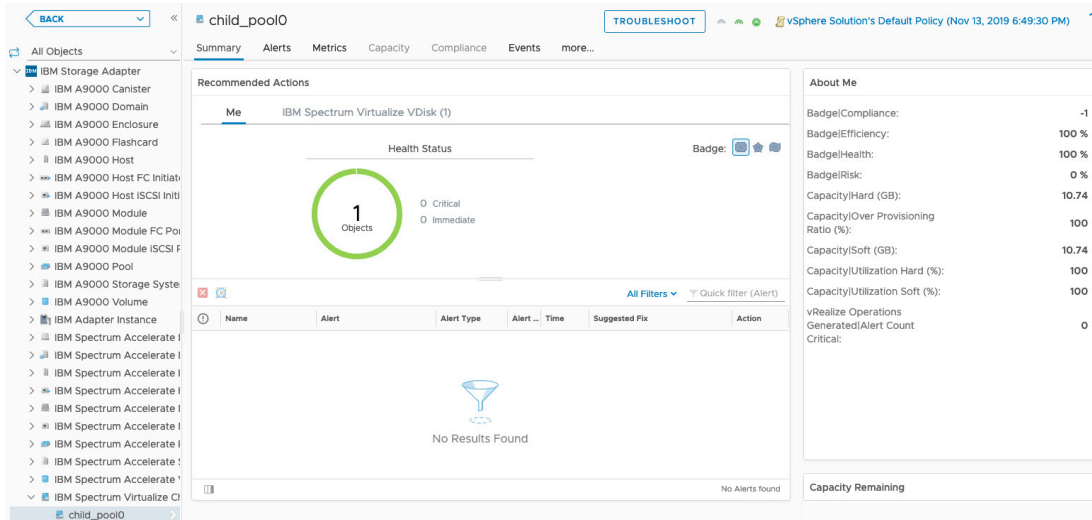 BACK
«
child_pool0
TROUBLESHOOT
vSphere Solution's Default Policy (Nov 13, 2019 6:49:30 PM)
All Objects
Summary Alerts Metrics Capacity Compliance Events more...
IBM Storage Adapter
IBM A9000 Canister
IBM A9000 Domain
IBM A9000 Enclosure
IBM A9000 Flashcard
IBM A9000 Host
IBM A9000 Host FC Initiat
IBM A9000 Host iSCSI Initi
IBM A9000 Module
IBM A9000 Module FC Po
IBM A9000 Module iSCSI P
IBM A9000 Pool
IBM A9000 Storage Syste
IBM A9000 Volume
IBM Adapter Instance
IBM Spectrum Accelerate
IBM Spectrum Accelerate
IBM Spectrum Accelerate
IBM Spectrum Accelerate
IBM Spectrum Accelerate
IBM Spectrum Accelerate
IBM Spectrum Accelerate
IBM Spectrum Accelerate
IBM Spectrum Accelerate
IBM Spectrum Virtualize Ch
child_pool0
Recommended Actions
Me IBM Spectrum Virtualize VDisk (1)
Health Status
Badge:
1
Objects
0 Critical
0 Immediate
All Filters
Quick filter (Alert)
Name Alert Alert Type Alert ... Time Suggested Fix Action
No Results Found
No Alerts found
About Me
Badge|Compliance: -1
Badge|Efficiency: 100 %
Badge|Health: 100 %
Badge|Risk: 0 %
Capacity|Hard (GB): 10.74
Capacity|Over Provisioning
Ratio (%): 100
Capacity|Soft (GB): 10.74
Capacity|Utilization Hard (%): 100
Capacity|Utilization Soft (%): 100
vRealize Operations
Generated|Alert Count 0
Critical:
Capacity Remaining